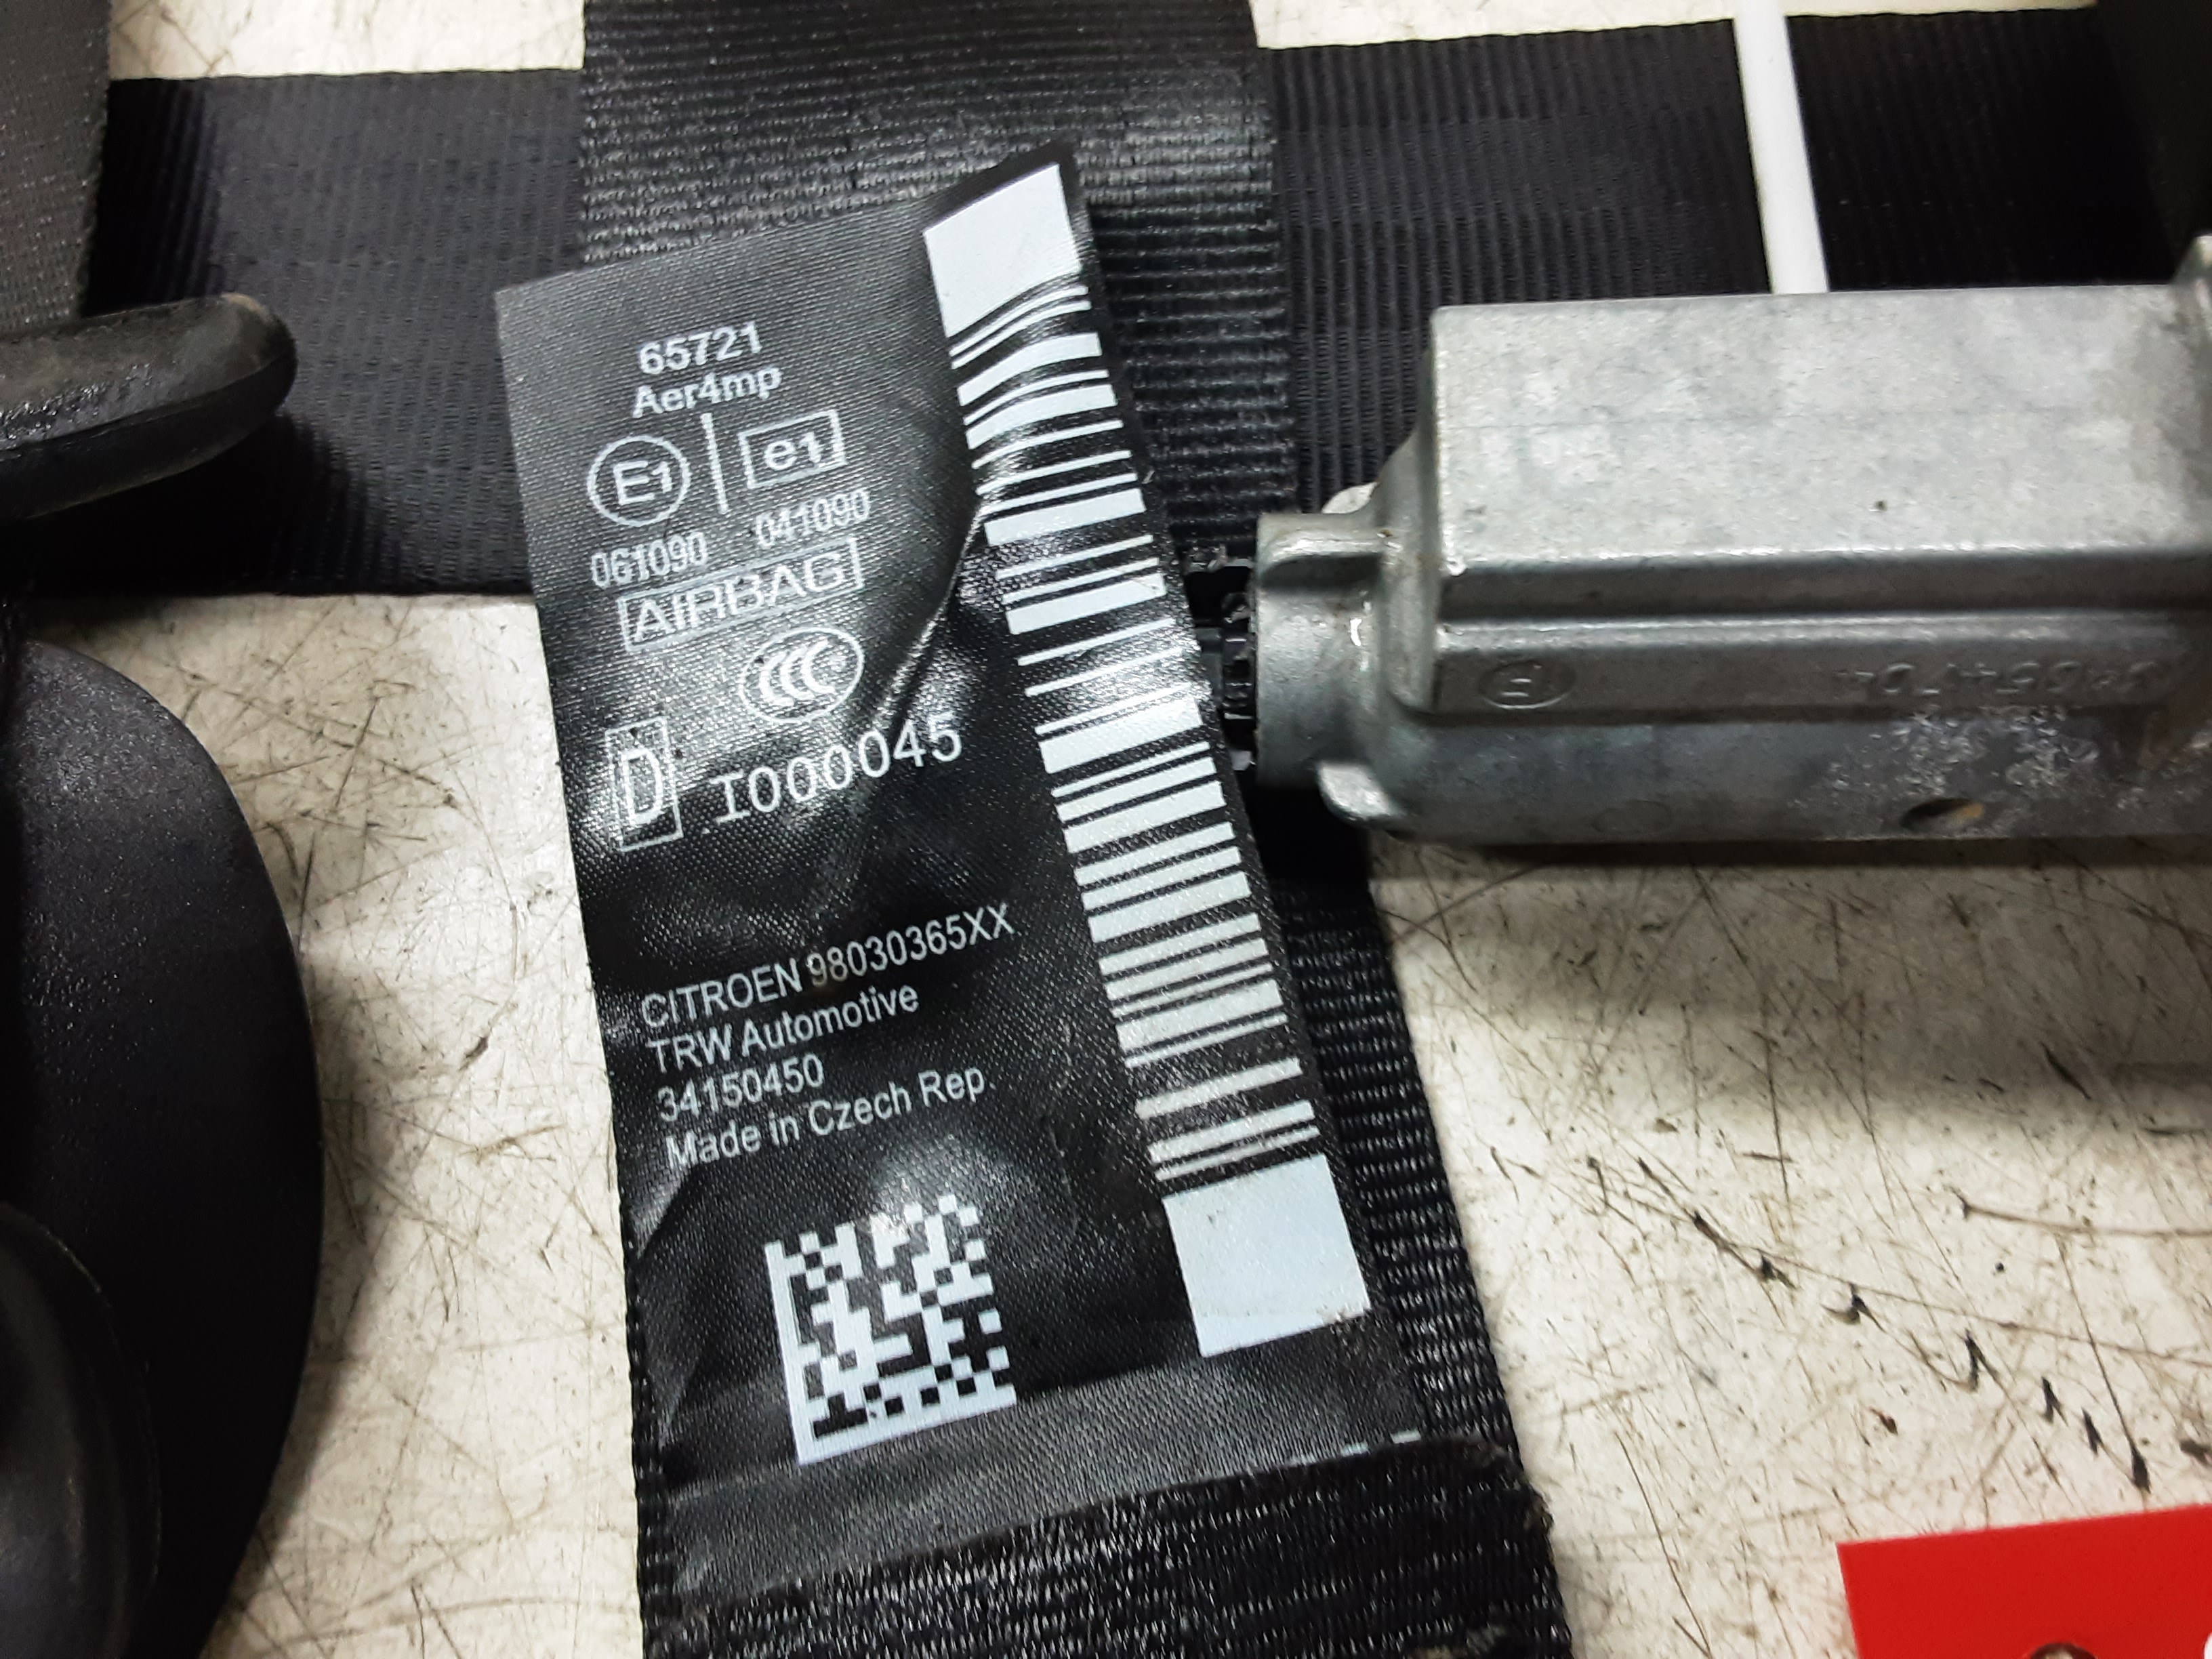 65721
Aer4mp
E1 e1
061090 041090
AIRBAG
CCC
D I000045
CITROEN 98030365XX
TRW Automotive
34150450
Made in Czech Rep.